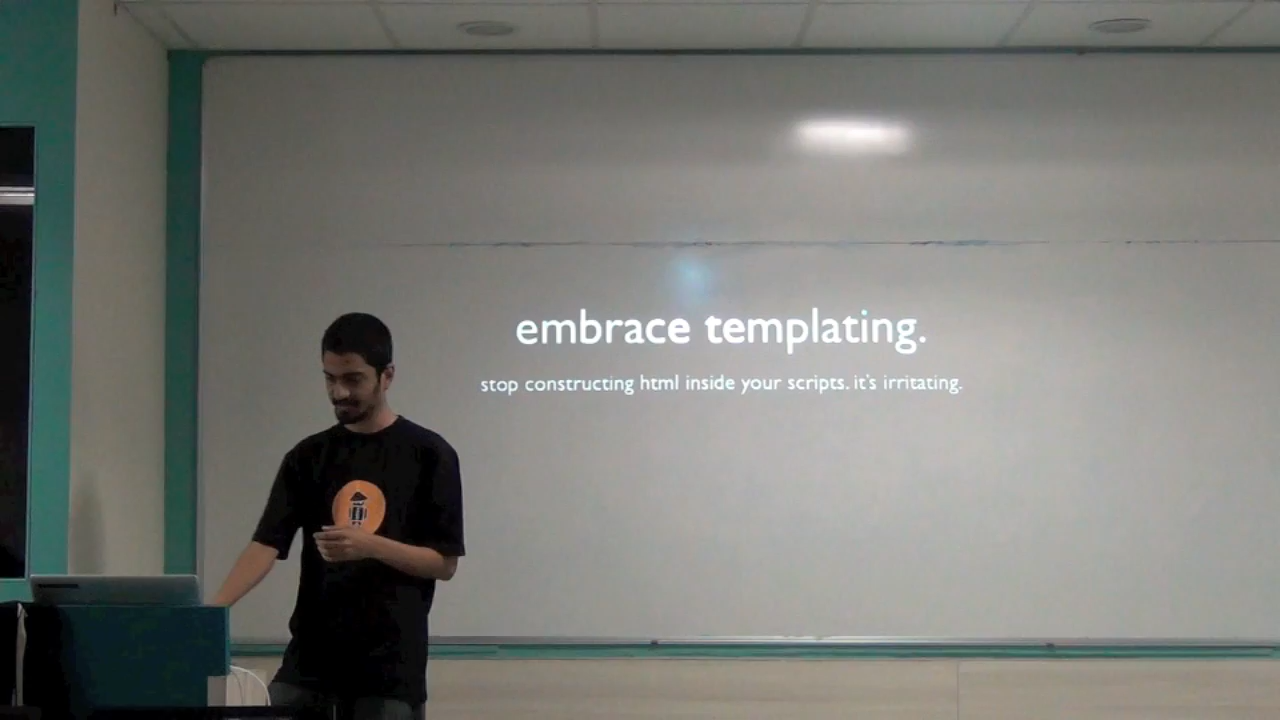 embrace templating.
stop constructing html inside your scripts. it's irritating.